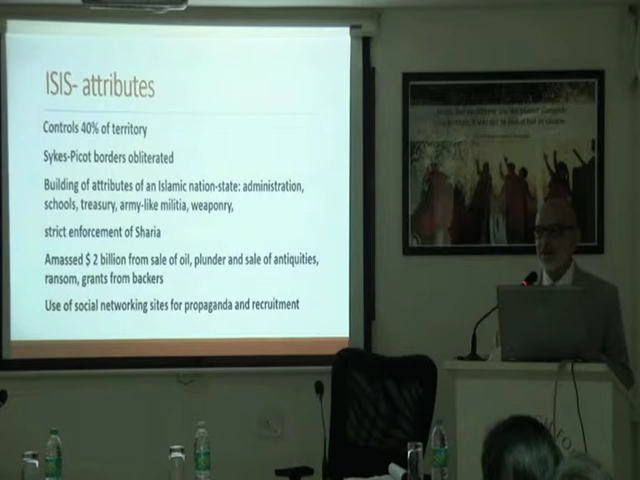 ISIS- attributes
Controls 40% of territory
Sykes-Picot borders obliterated
Building of attributes of an Islamic nation-state: administration,
schools, treasury, army-like militia, weaponry,
strict enforcement of Sharia
Amassed $ 2 billion from sale of oil, plunder and sale of antiquities,
ransom, grants from backers
Use of social networking sites for propaganda and recruitment